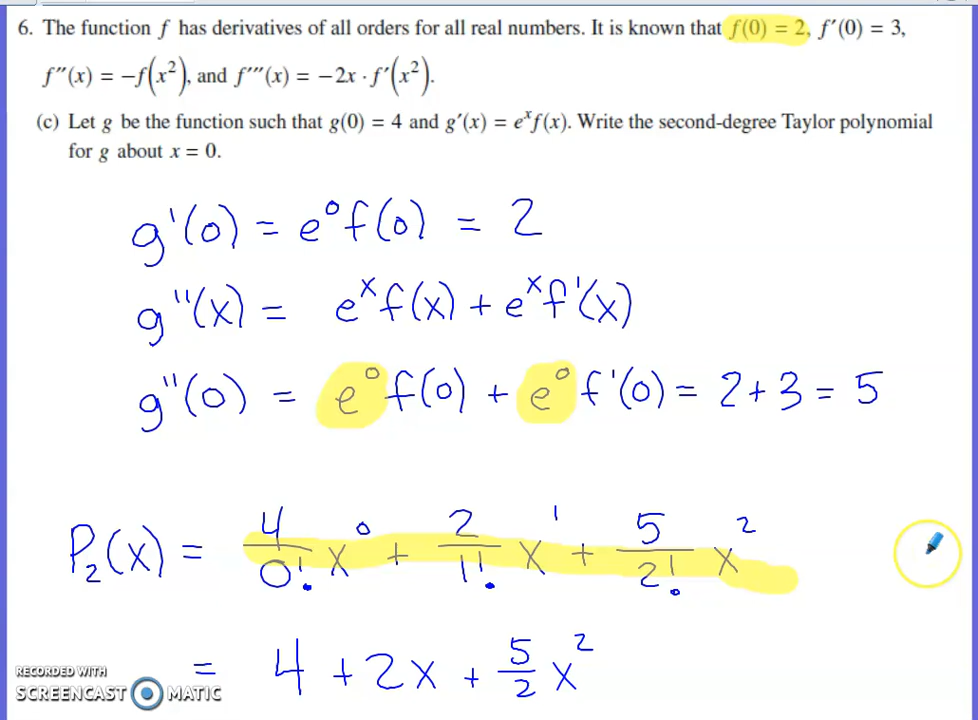 6. The function f has derivatives of all orders for all real numbers. It is known that f(0) = 2, f′(0) = 3,
f″(x) = −f(x²), and f‴(x) = −2x · f′(x²).
(c) Let g be the function such that g(0) = 4 and g′(x) = eˣf(x). Write the second-degree Taylor polynomial
for g about x = 0.
g'(0) = e⁰f(0) = 2
g''(x) = eˣf(x) + eˣf'(x)
g''(0) = e⁰f(0) + e⁰f'(0) = 2+3 = 5
P₂(x) = 4/0! x⁰ + 2/1! x¹ + 5/2! x²
= 4 + 2x + 5/2 x²
RECORDED WITH
SCREENCAST MATIC